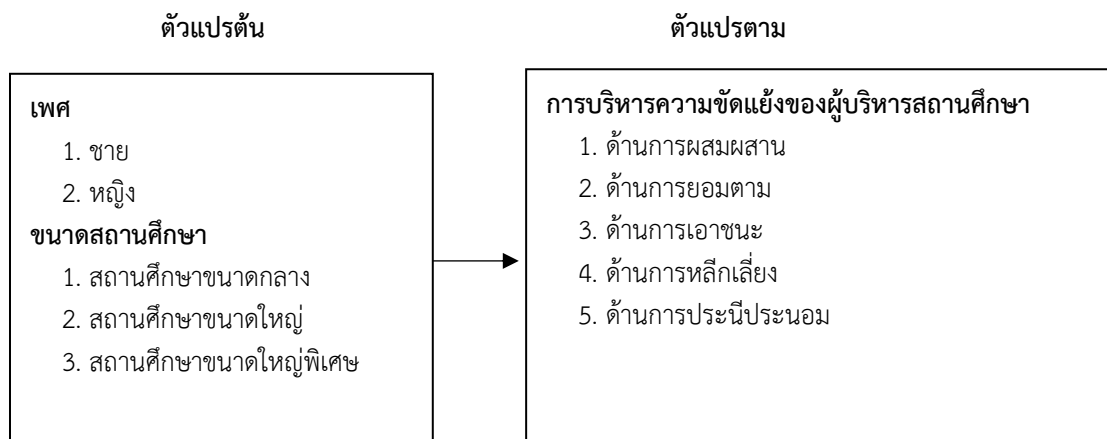 ตัวแปรต้น
ตัวแปรตาม
เพศ
1. ชาย
2. หญิง
ขนาดสถานศึกษา
1. สถานศึกษาขนาดกลาง
2. สถานศึกษาขนาดใหญ่
3. สถานศึกษาขนาดใหญ่พิเศษ
การบริหารความขัดแย้งของผู้บริหารสถานศึกษา
1. ด้านการผสมผสาน
2. ด้านการยอมตาม
3. ด้านการเอาชนะ
4. ด้านการหลีกเลี่ยง
5. ด้านการประนีประนอม